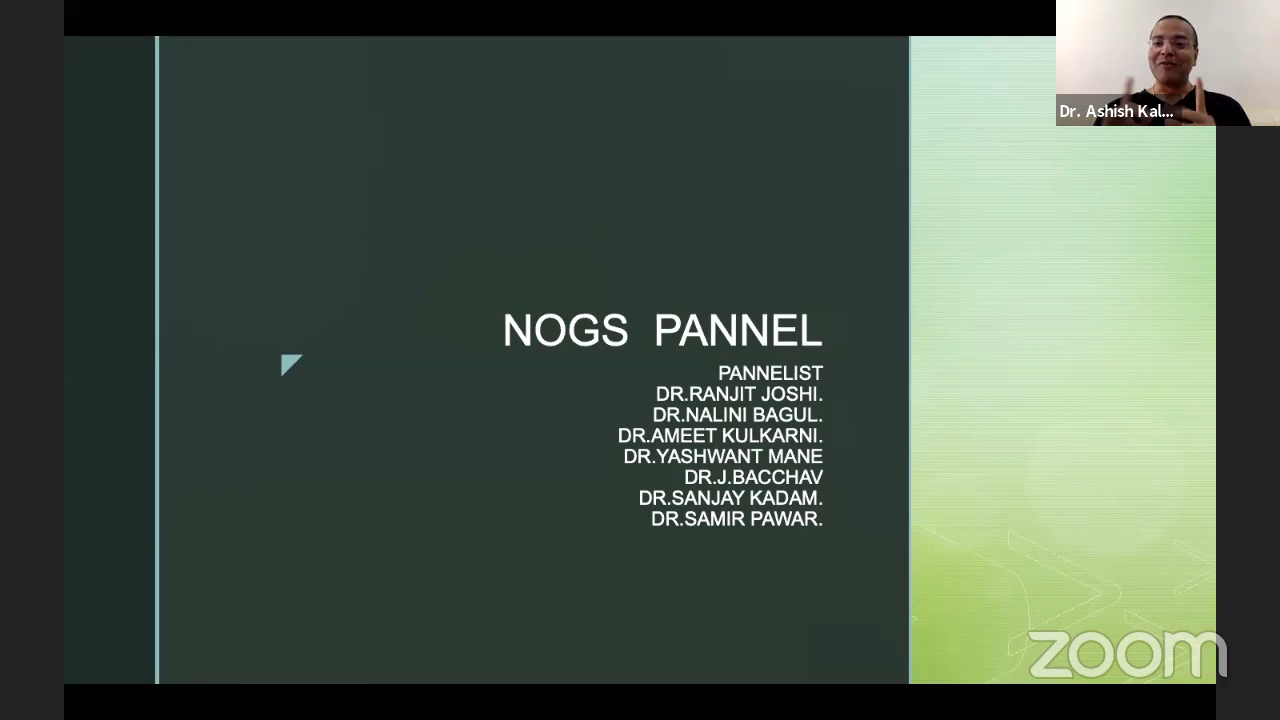 Dr. Ashish Kal...
NOGS PANNEL
PANNELIST
DR.RANJIT JOSHI.
DR.NALINI BAGUL.
DR.AMEET KULKARNI.
DR.YASHWANT MANE
DR.J.BACCHAV
DR.SANJAY KADAM.
DR.SAMIR PAWAR.
zoom